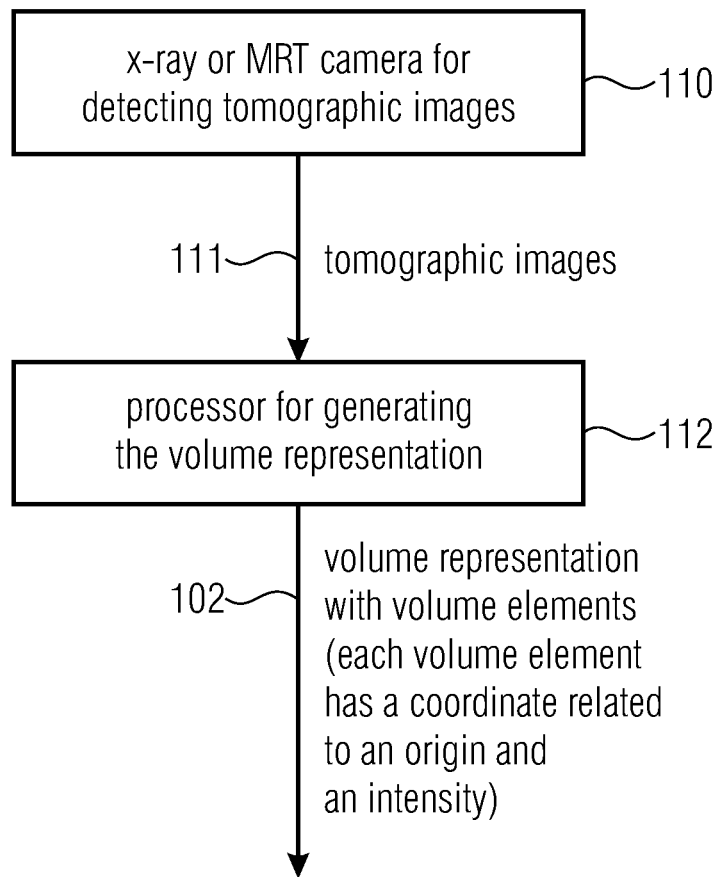 x-ray or MRT camera for
detecting tomographic images
110
111
tomographic images
processor for generating
the volume representation
112
volume representation
102
with volume elements
(each volume element
has a coordinate related
to an origin and
an intensity)